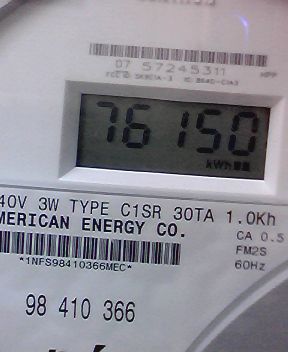 07 57245311
HPP
76150
kWh
40V 3W TYPE C1SR 30TA 1.0Kh
MERICAN ENERGY CO.
CA 0.5
FM2S
60Hz
*1NFS98410366MEC*
98 410 366